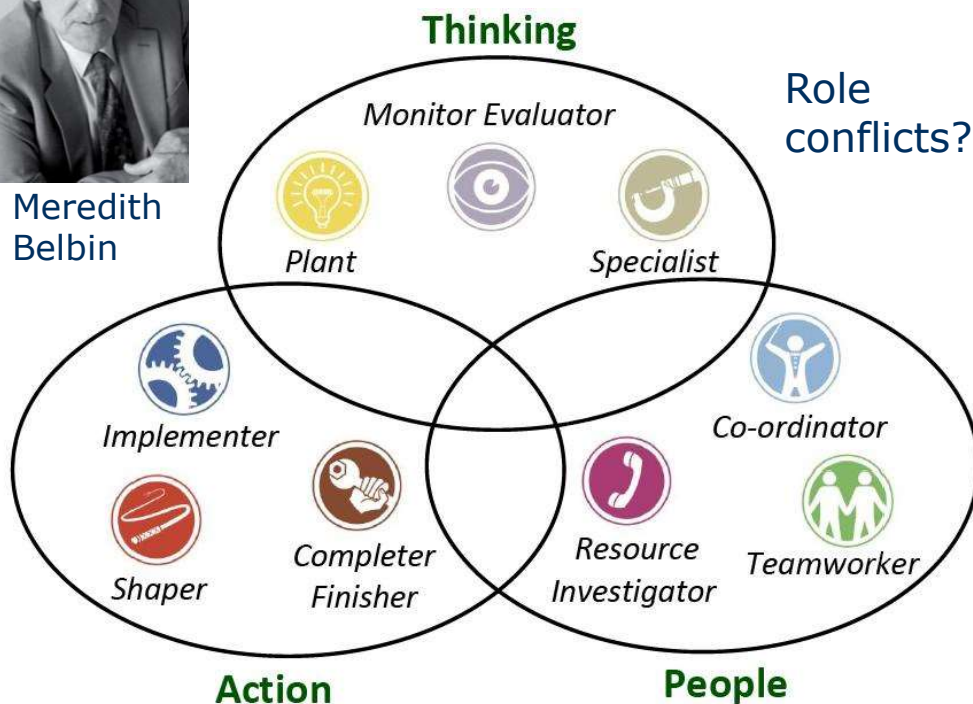 Thinking
Role
conflicts?
Monitor Evaluator
Meredith
Belbin
Plant
Specialist
Implementer
Co-ordinator
Shaper
Completer
Finisher
Resource
Investigator
Teamworker
Action
People